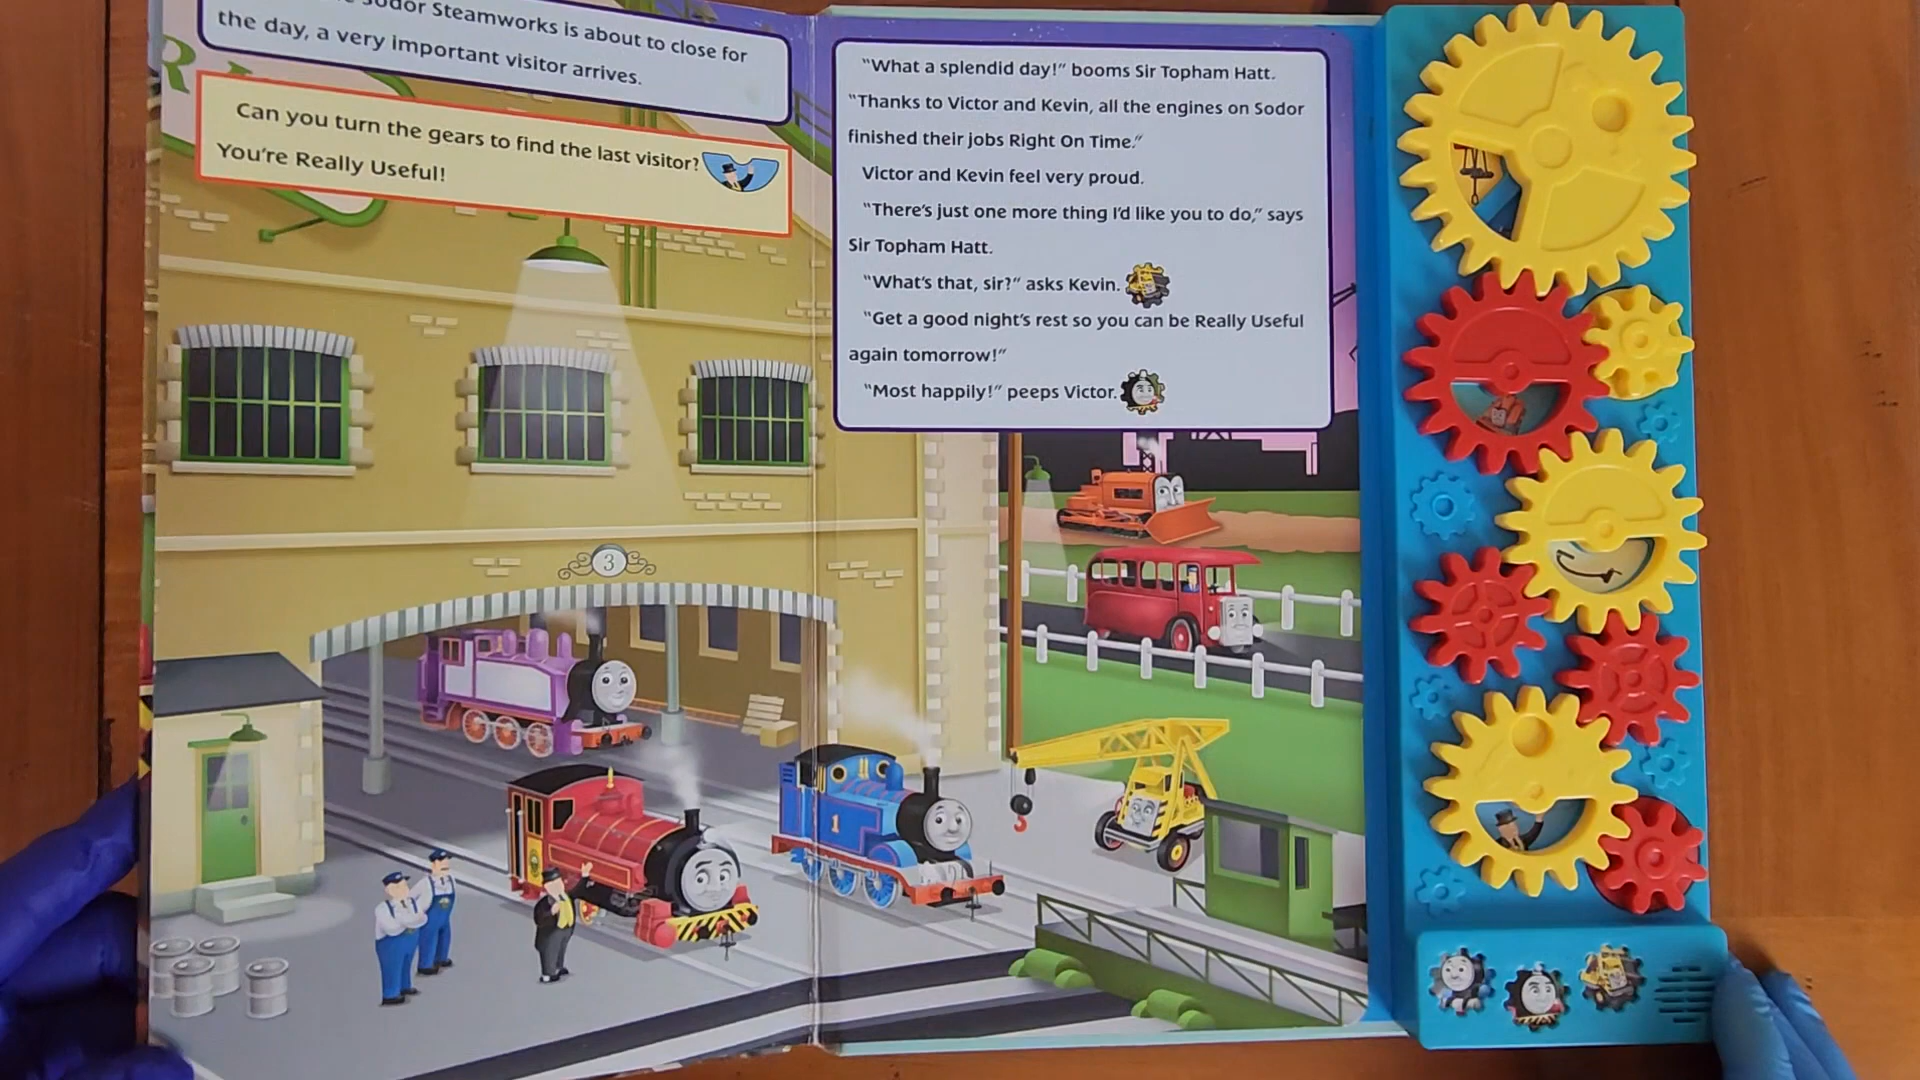 Sodor Steamworks is about to close for
the day, a very important visitor arrives.
Can you turn the gears to find the last visitor?
You're Really Useful!
"What a splendid day!" booms Sir Topham Hatt.
"Thanks to Victor and Kevin, all the engines on Sodor
finished their jobs Right On Time."
Victor and Kevin feel very proud.
"There's just one more thing I'd like you to do," says
Sir Topham Hatt.
"What's that, sir?" asks Kevin.
"Get a good night's rest so you can be Really Useful
again tomorrow!"
"Most happily!" peeps Victor.
3
1